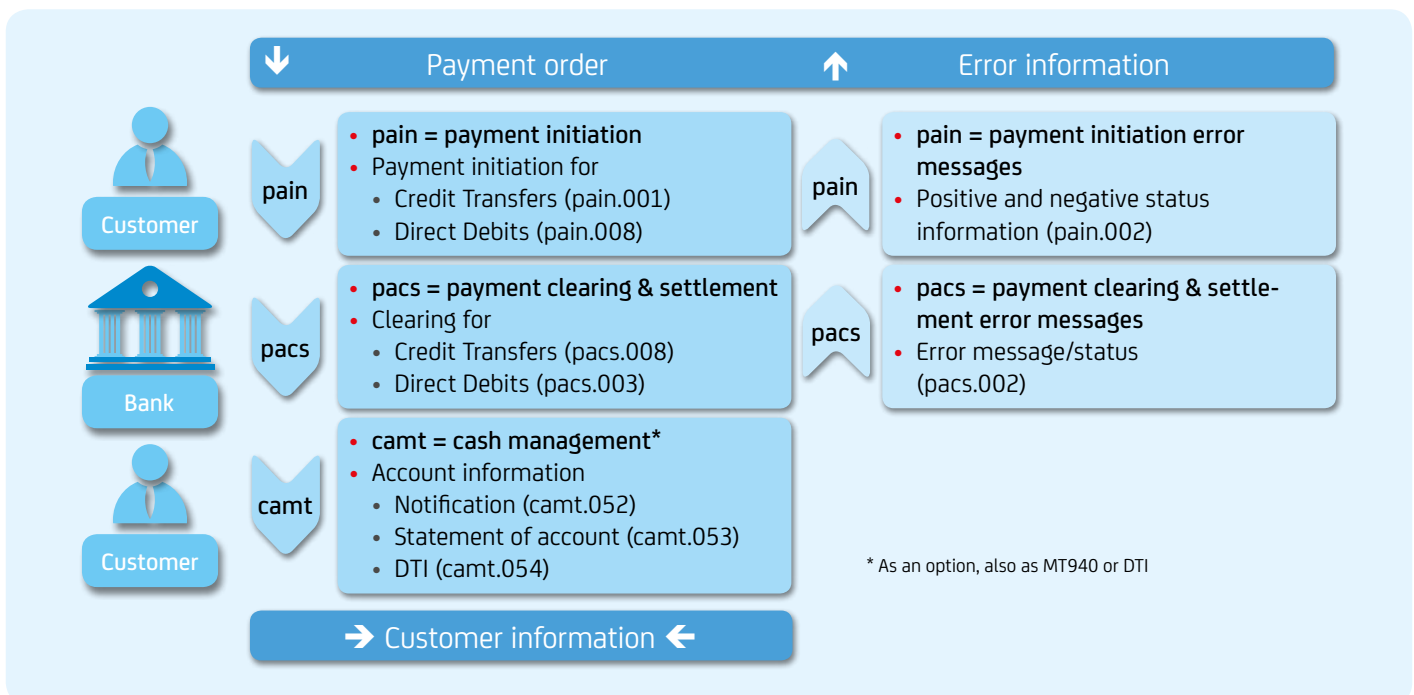 Payment order
Error information
Customer
pain
• pain = payment initiation
• Payment initiation for
• Credit Transfers (pain.001)
• Direct Debits (pain.008)
pain
• pain = payment initiation error
messages
• Positive and negative status
information (pain.002)
Bank
pacs
• pacs = payment clearing & settlement
• Clearing for
• Credit Transfers (pacs.008)
• Direct Debits (pacs.003)
pacs
• pacs = payment clearing & settle-
ment error messages
• Error message/status
(pacs.002)
Customer
camt
• camt = cash management*
• Account information
• Notification (camt.052)
• Statement of account (camt.053)
• DTI (camt.054)
* As an option, also as MT940 or DTI
Customer information